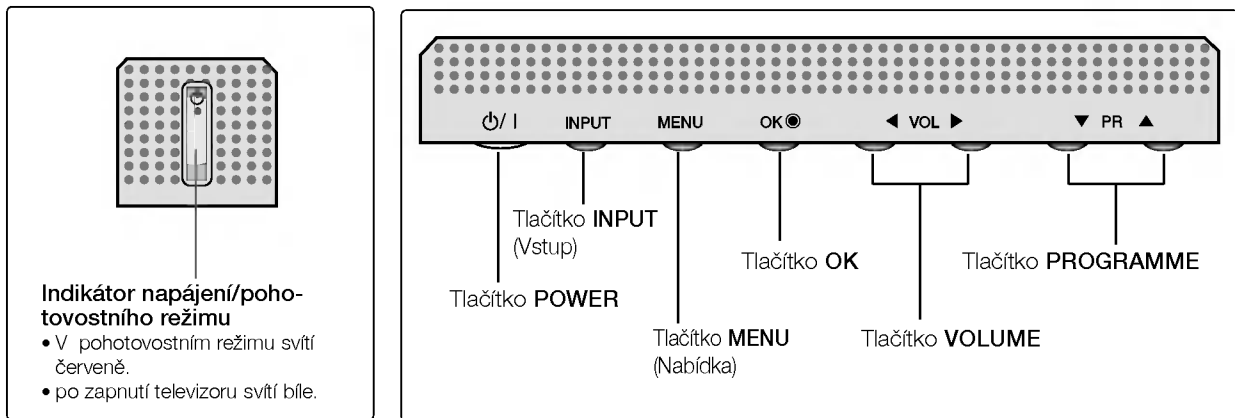 Indikátor napájení/poho-
tovostního režimu
• V pohotovostním režimu svítí
červeně.
• po zapnutí televizoru svítí bíle.
⏻/ I INPUT MENU OK◉ ◀ VOL ▶ ▼ PR ▲
Tlačítko INPUT
(Vstup)
Tlačítko OK
Tlačítko PROGRAMME
Tlačítko POWER
Tlačítko MENU
(Nabídka)
Tlačítko VOLUME